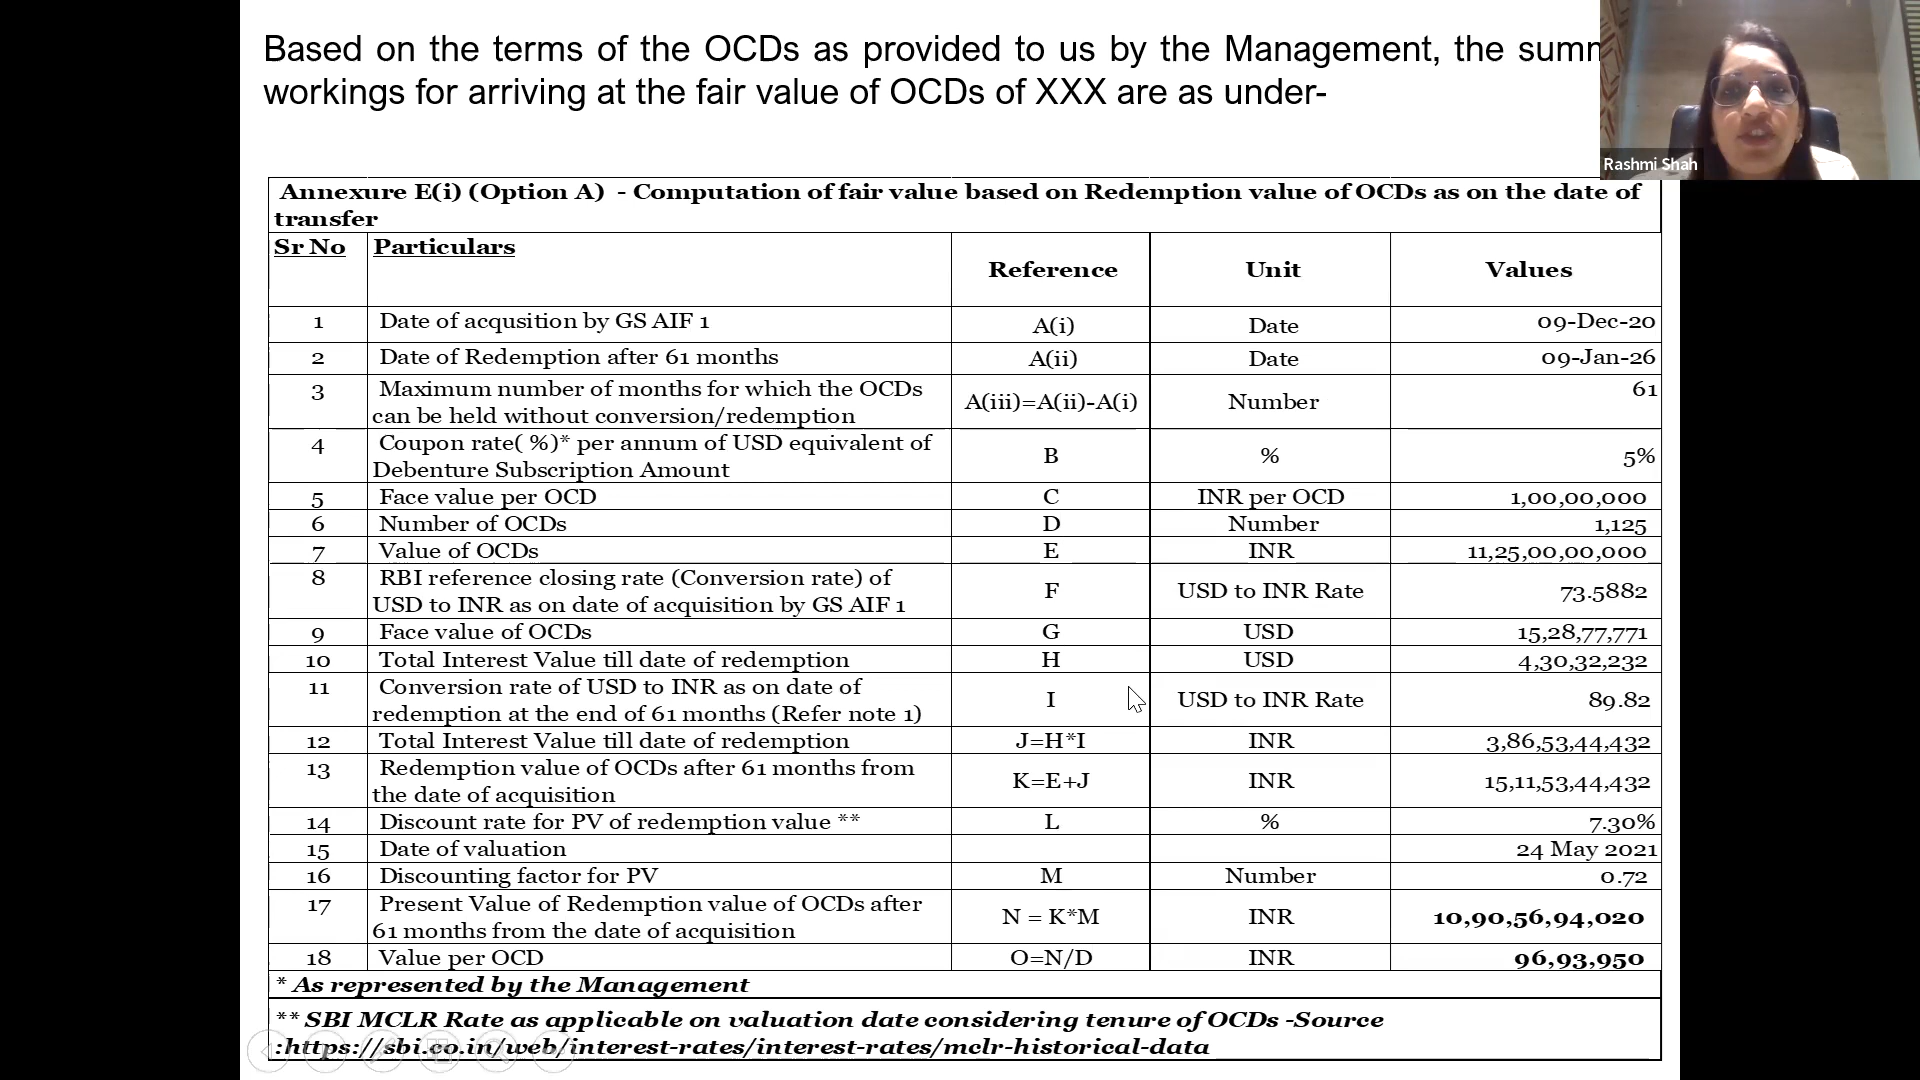 Based on the terms of the OCDs as provided to us by the Management, the
workings for arriving at the fair value of OCDs of XXX are as under-
Rashmi Shah
Annexure E(i) (Option A) - Computation of fair value based on Redemption value of OCDs as on the date of
transfer
Sr No Particulars Reference Unit Values
1 Date of acqusition by GS AIF 1 A(i) Date 09-Dec-20
2 Date of Redemption after 61 months A(ii) Date 09-Jan-26
3 Maximum number of months for which the OCDs
can be held without conversion/redemption A(iii)=A(ii)-A(i) Number 61
4 Coupon rate( %)* per annum of USD equivalent of
Debenture Subscription Amount B % 5%
5 Face value per OCD C INR per OCD 1,00,00,000
6 Number of OCDs D Number 1,125
7 Value of OCDs E INR 11,25,00,00,000
8 RBI reference closing rate (Conversion rate) of
USD to INR as on date of acquisition by GS AIF 1 F USD to INR Rate 73.5882
9 Face value of OCDs G USD 15,28,77,771
10 Total Interest Value till date of redemption H USD 4,30,32,232
11 Conversion rate of USD to INR as on date of
redemption at the end of 61 months (Refer note 1) I USD to INR Rate 89.82
12 Total Interest Value till date of redemption J=H*I INR 3,86,53,44,432
13 Redemption value of OCDs after 61 months from
the date of acquisition K=E+J INR 15,11,53,44,432
14 Discount rate for PV of redemption value ** L % 7.30%
15 Date of valuation 24 May 2021
16 Discounting factor for PV M Number 0.72
17 Present Value of Redemption value of OCDs after
61 months from the date of acquisition N = K*M INR 10,90,56,94,020
18 Value per OCD O=N/D INR 96,93,950
* As represented by the Management
** SBI MCLR Rate as applicable on valuation date considering tenure of OCDs -Source
:https://sbi.co.in/web/interest-rates/interest-rates/mclr-historical-data